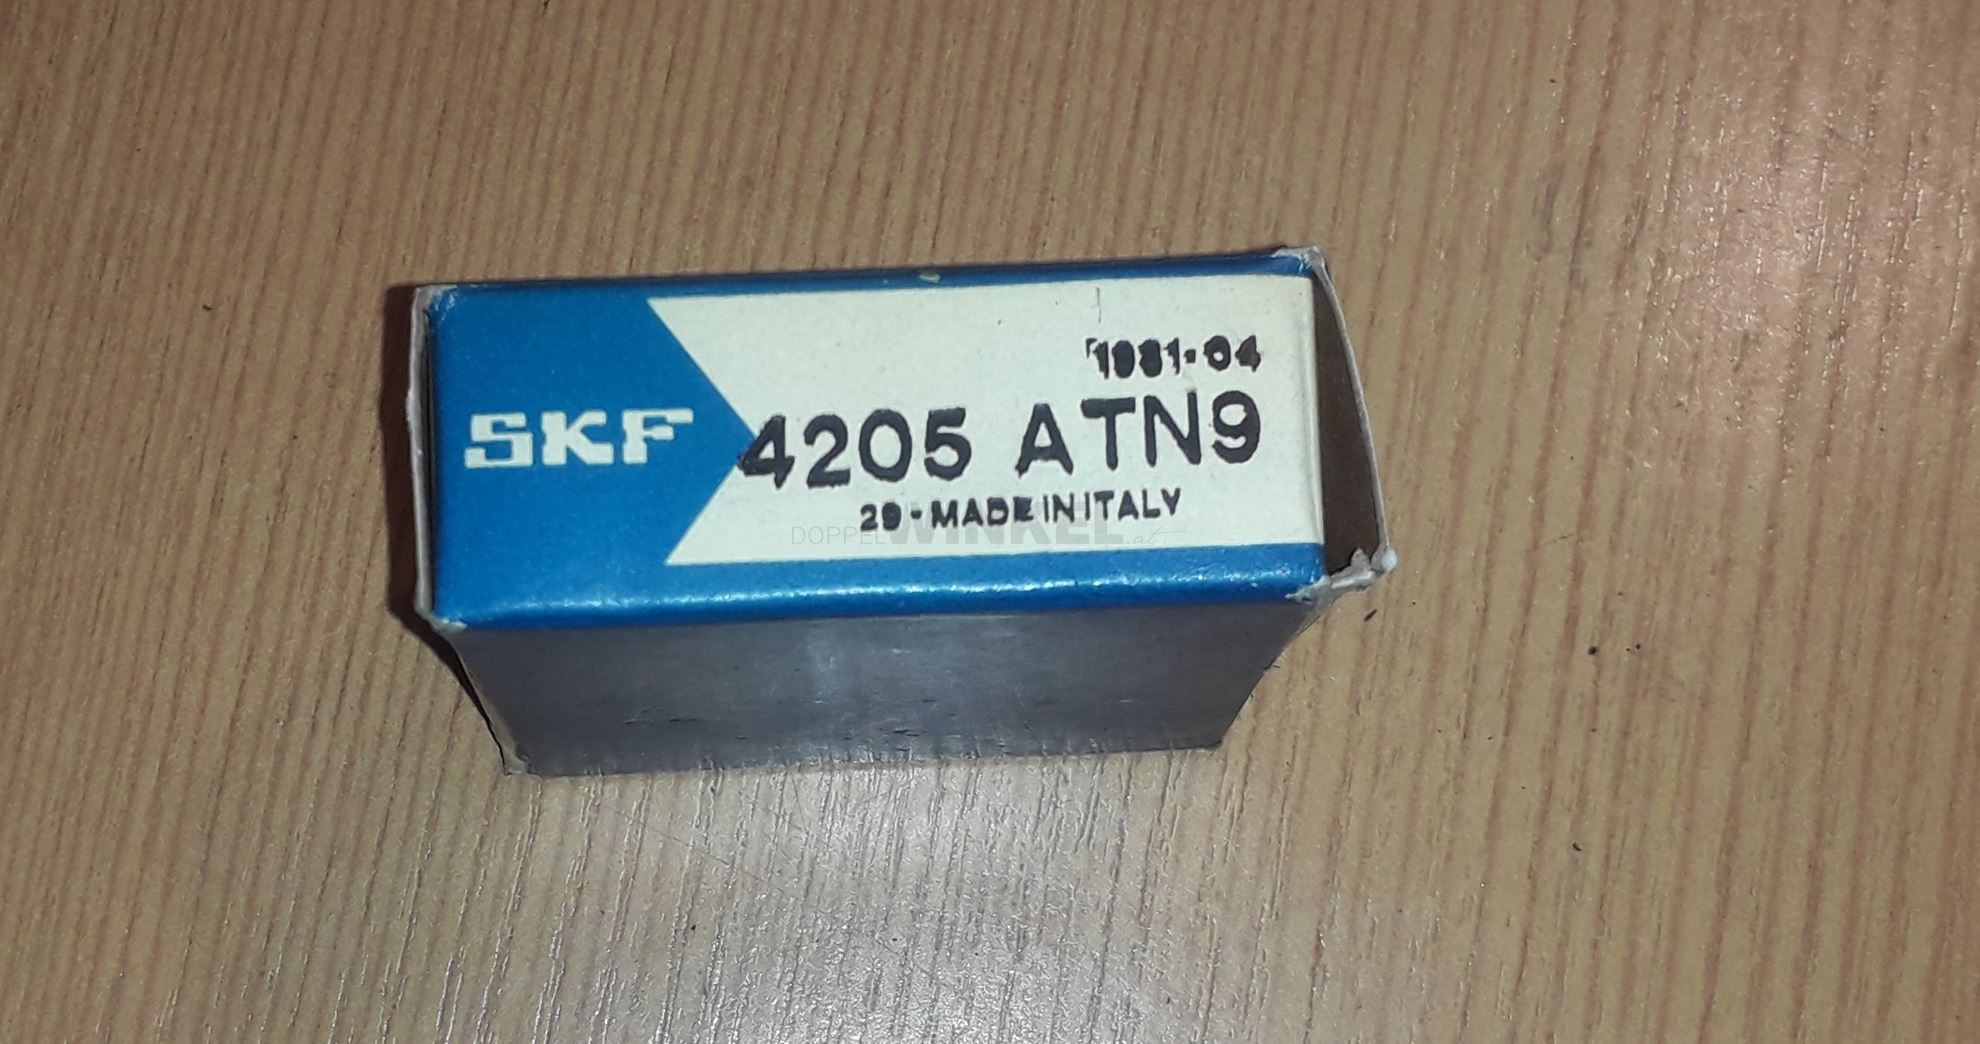 1981-04
SKF
4205 ATN9
29-MADE IN ITALY
DOPPELWINKEL.at